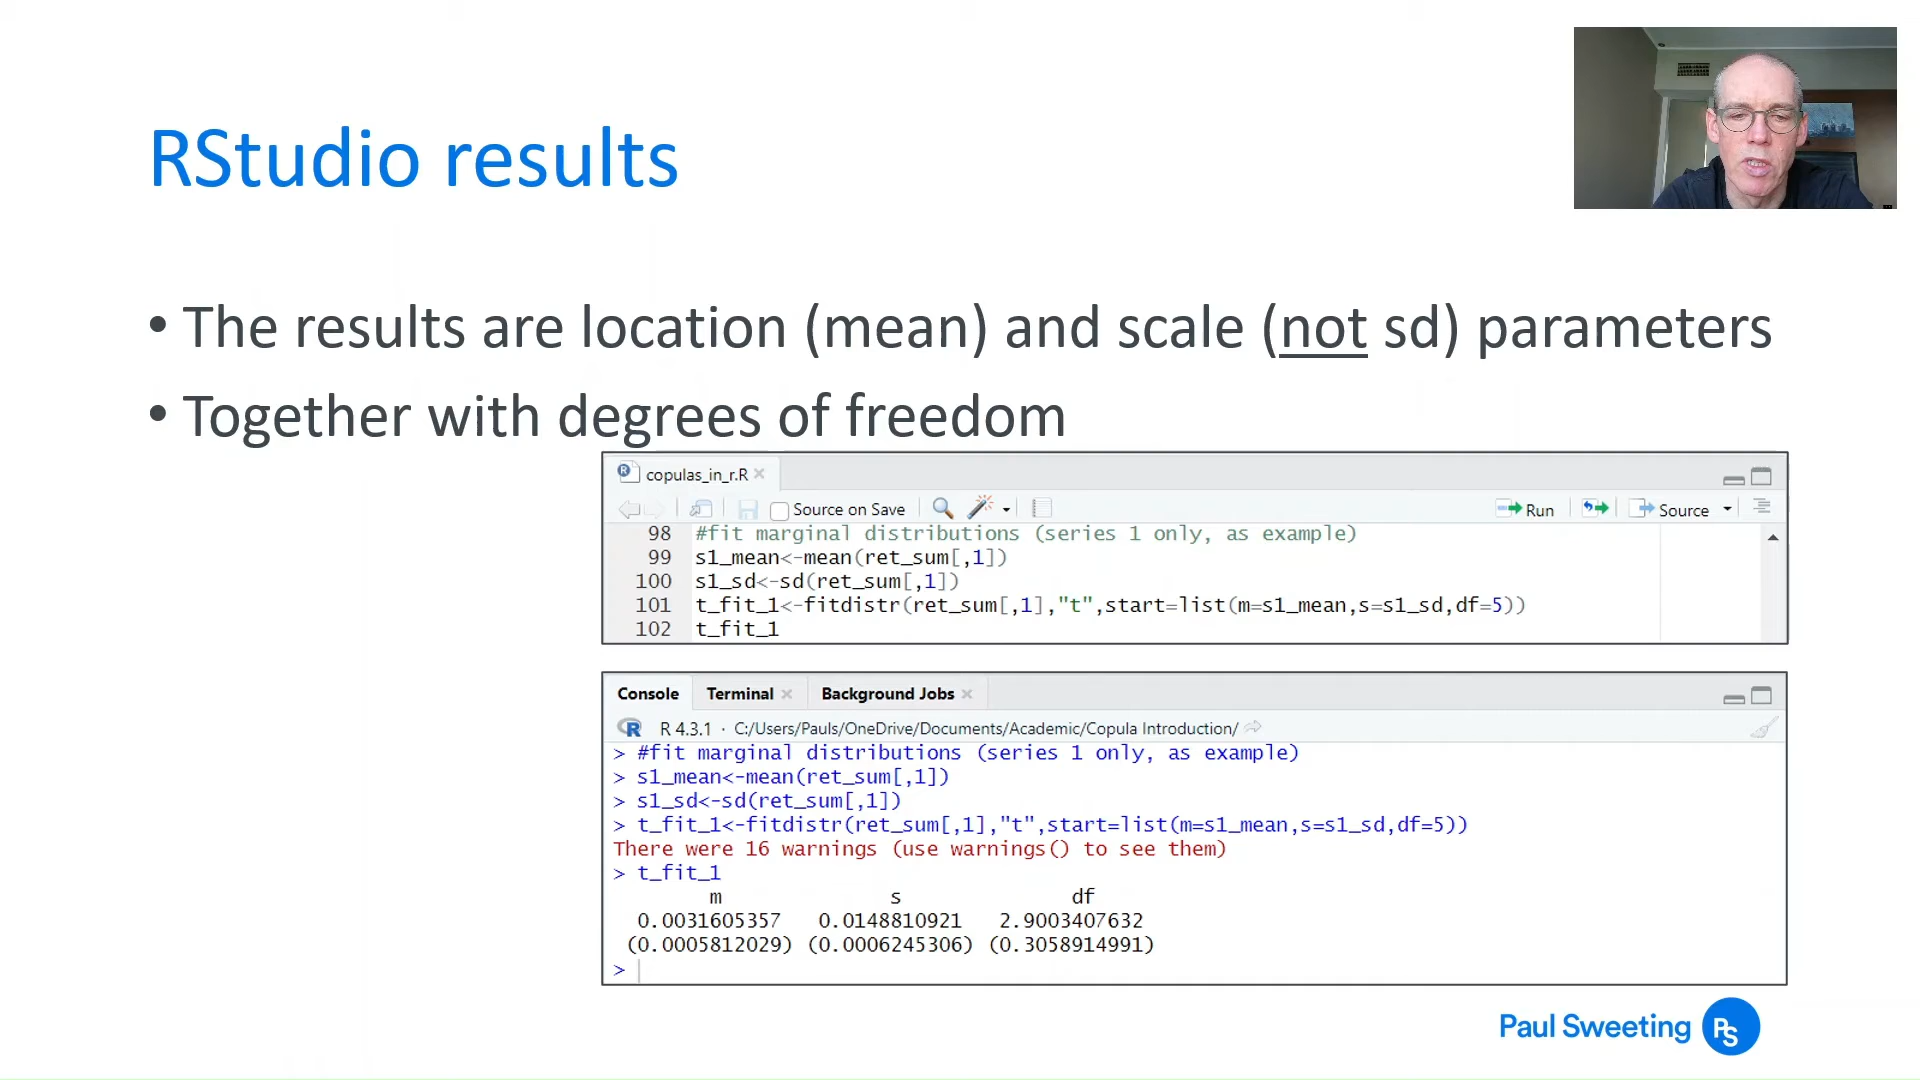 RStudio results
• The results are location (mean) and scale (not sd) parameters
• Together with degrees of freedom
copulas_in_r.R
Source on Save
Run
Source
98 #fit marginal distributions (series 1 only, as example)
99 s1_mean<-mean(ret_sum[,1])
100 s1_sd<-sd(ret_sum[,1])
101 t_fit_1<-fitdistr(ret_sum[,1],"t",start=list(m=s1_mean,s=s1_sd,df=5))
102 t_fit_1
Console Terminal Background Jobs
R 4.3.1 · C:/Users/Pauls/OneDrive/Documents/Academic/Copula Introduction/
> #fit marginal distributions (series 1 only, as example)
> s1_mean<-mean(ret_sum[,1])
> s1_sd<-sd(ret_sum[,1])
> t_fit_1<-fitdistr(ret_sum[,1],"t",start=list(m=s1_mean,s=s1_sd,df=5))
There were 16 warnings (use warnings() to see them)
> t_fit_1
m s df
0.0031605357 0.0148810921 2.9003407632
(0.0005812029) (0.0006245306) (0.3058914991)
>
Paul Sweeting PS